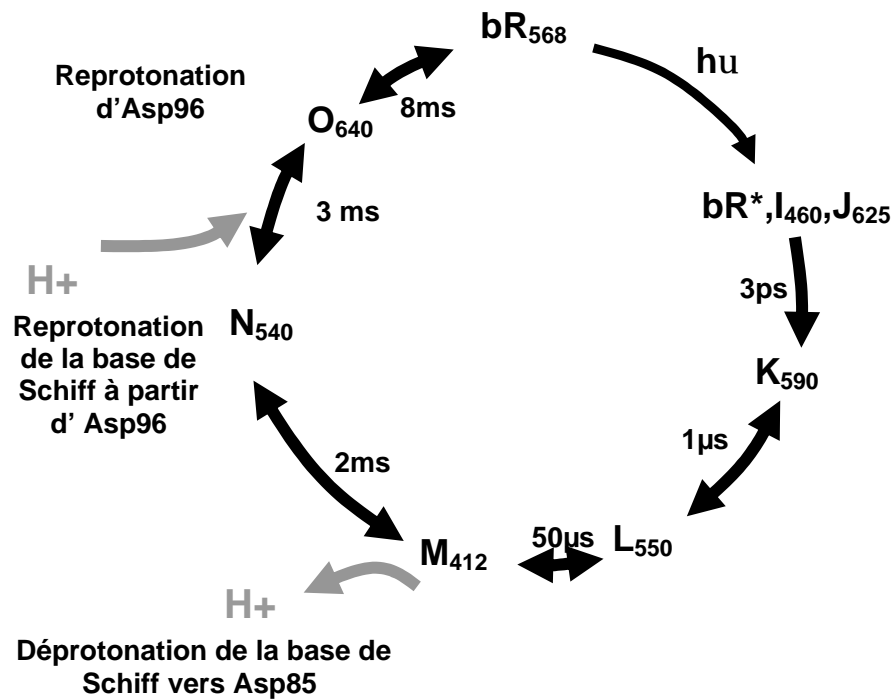 bR568
hυ
Reprotonation
d'Asp96
8ms
O640
3 ms
bR*,I460,J625
H+
3ps
Reprotonation
de la base de
Schiff à partir
d' Asp96
N540
K590
1µs
2ms
50µs
L550
M412
H+
Déprotonation de la base de
Schiff vers Asp85